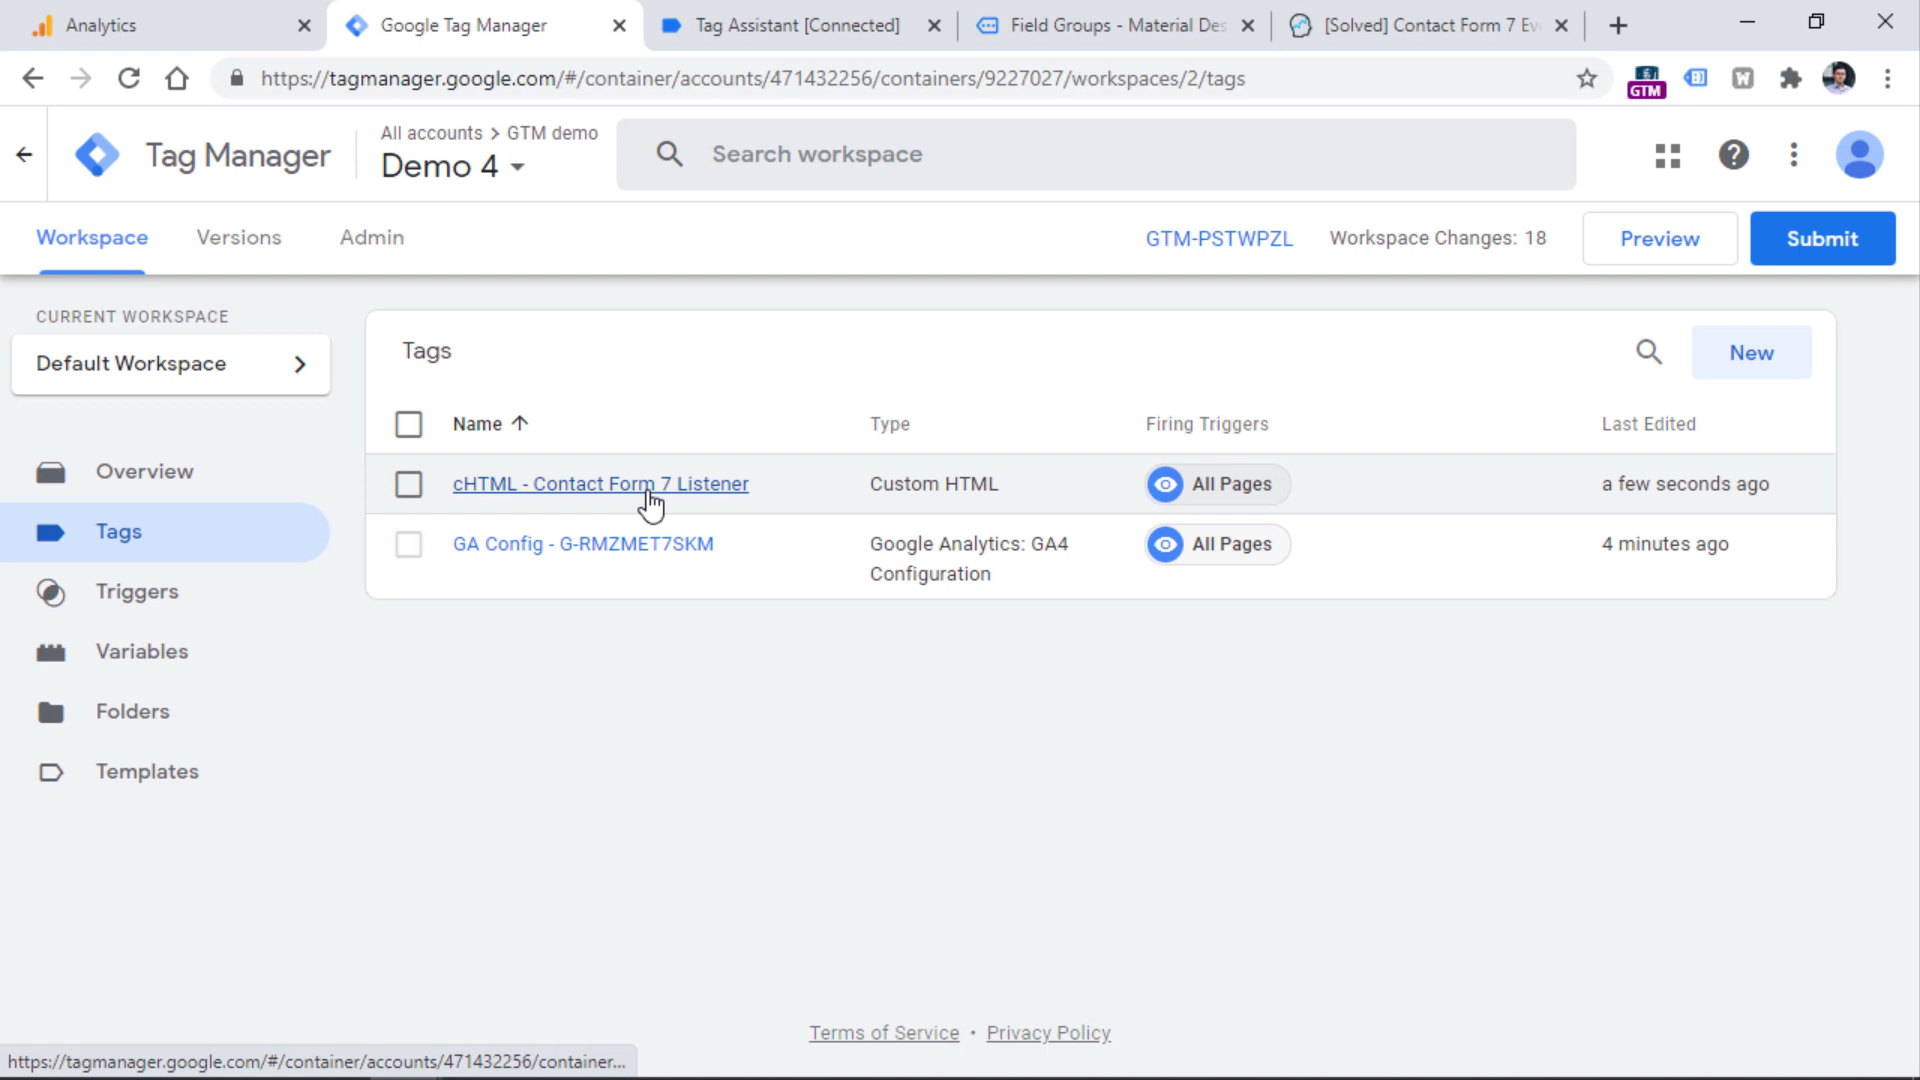 Analytics
Google Tag Manager
Tag Assistant [Connected]
Field Groups - Material Des
[Solved] Contact Form 7 Ev
https://tagmanager.google.com/#/container/accounts/471432256/containers/9227027/workspaces/2/tags
GTM
W
Tag Manager
All accounts > GTM demo
Demo 4
Search workspace
Workspace
Versions
Admin
GTM-PSTWPZL
Workspace Changes: 18
Preview
Submit
CURRENT WORKSPACE
Default Workspace
Overview
Tags
Triggers
Variables
Folders
Templates
Tags
New
Name
Type
Firing Triggers
Last Edited
cHTML - Contact Form 7 Listener
Custom HTML
All Pages
a few seconds ago
GA Config - G-RMZMET7SKM
Google Analytics: GA4
Configuration
All Pages
4 minutes ago
Terms of Service • Privacy Policy
https://tagmanager.google.com/#/container/accounts/471432256/container...